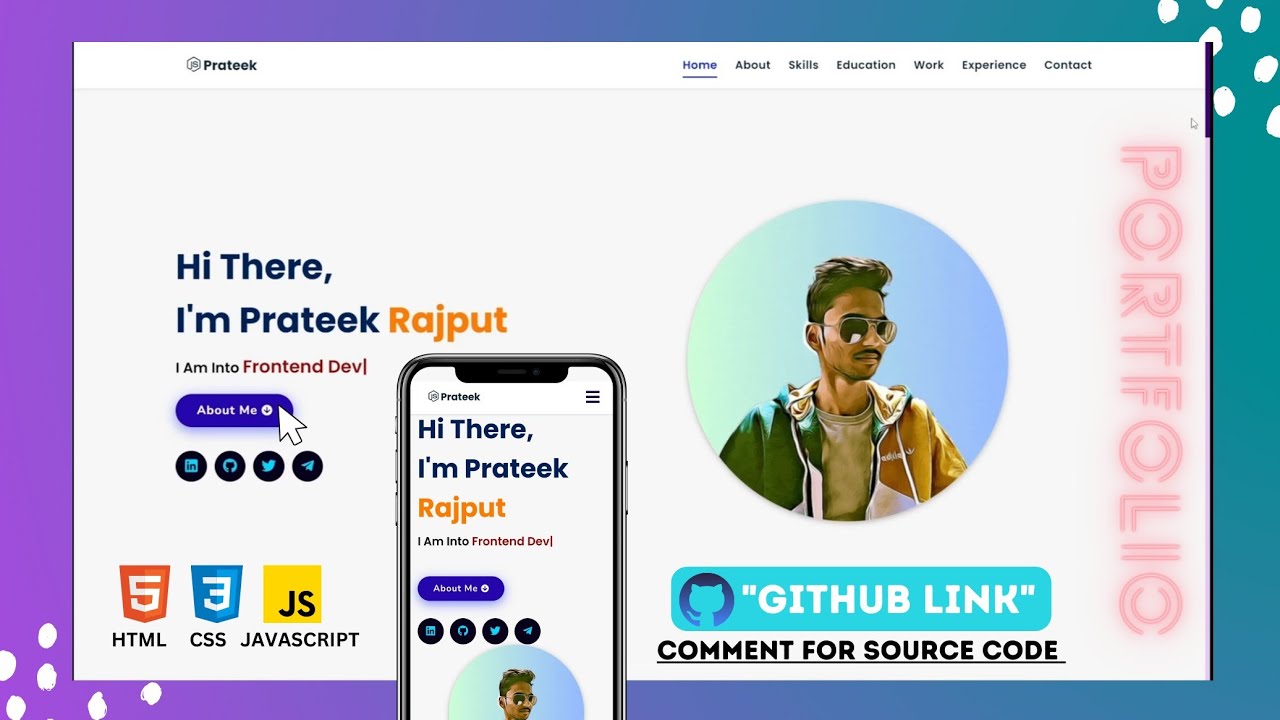 Prateek
Home About Skills Education Work Experience Contact
Hi There,
I'm Prateek Rajput
I Am Into Frontend Dev|
About Me
Prateek
Hi There,
I'm Prateek
Rajput
I Am Into Frontend Dev|
About Me
adidas
5
3
JS
HTML CSS JAVASCRIPT
"GITHUB LINK"
COMMENT FOR SOURCE CODE
PORTFOLIO